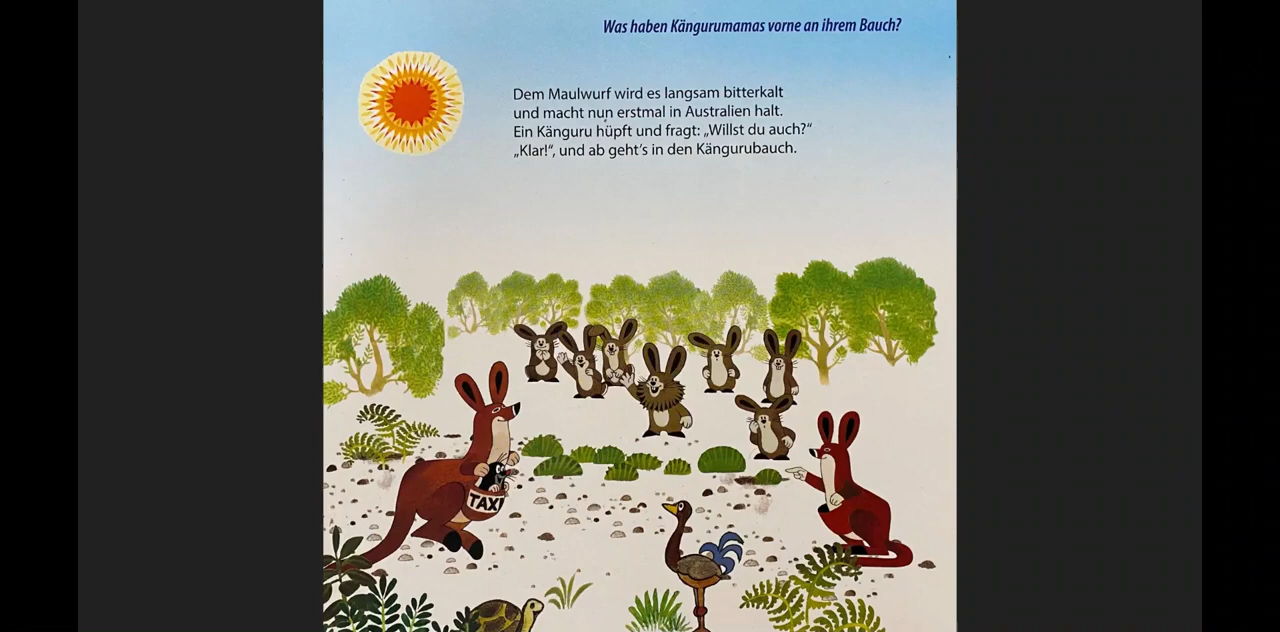 Was haben Kängurumamas vorne an ihrem Bauch?
Dem Maulwurf wird es langsam bitterkalt
und macht nun erstmal in Australien halt.
Ein Känguru hüpft und fragt: „Willst du auch?“
„Klar!“, und ab geht’s in den Kängurubauch.
TAXI